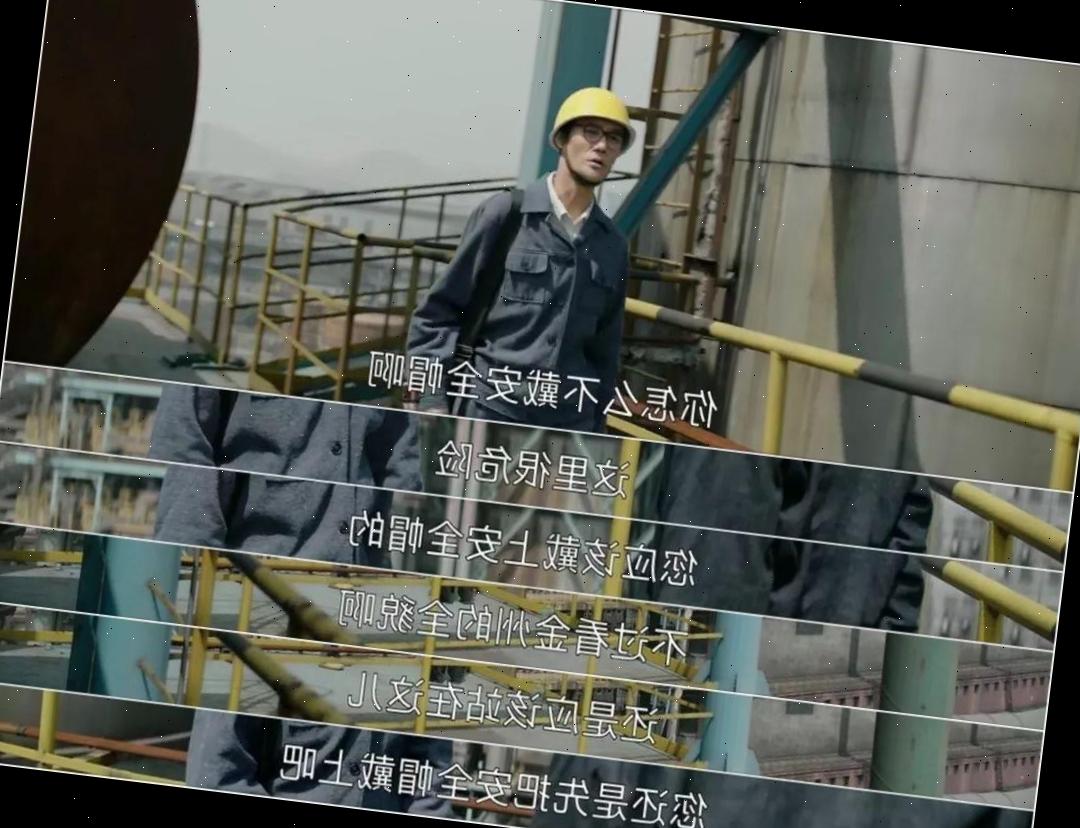 你怎么不戴安全帽啊
这里很危险
您应该戴上安全帽的
不过看金州的全貌啊
还是应该站在这儿
您还是先把安全帽戴上吧